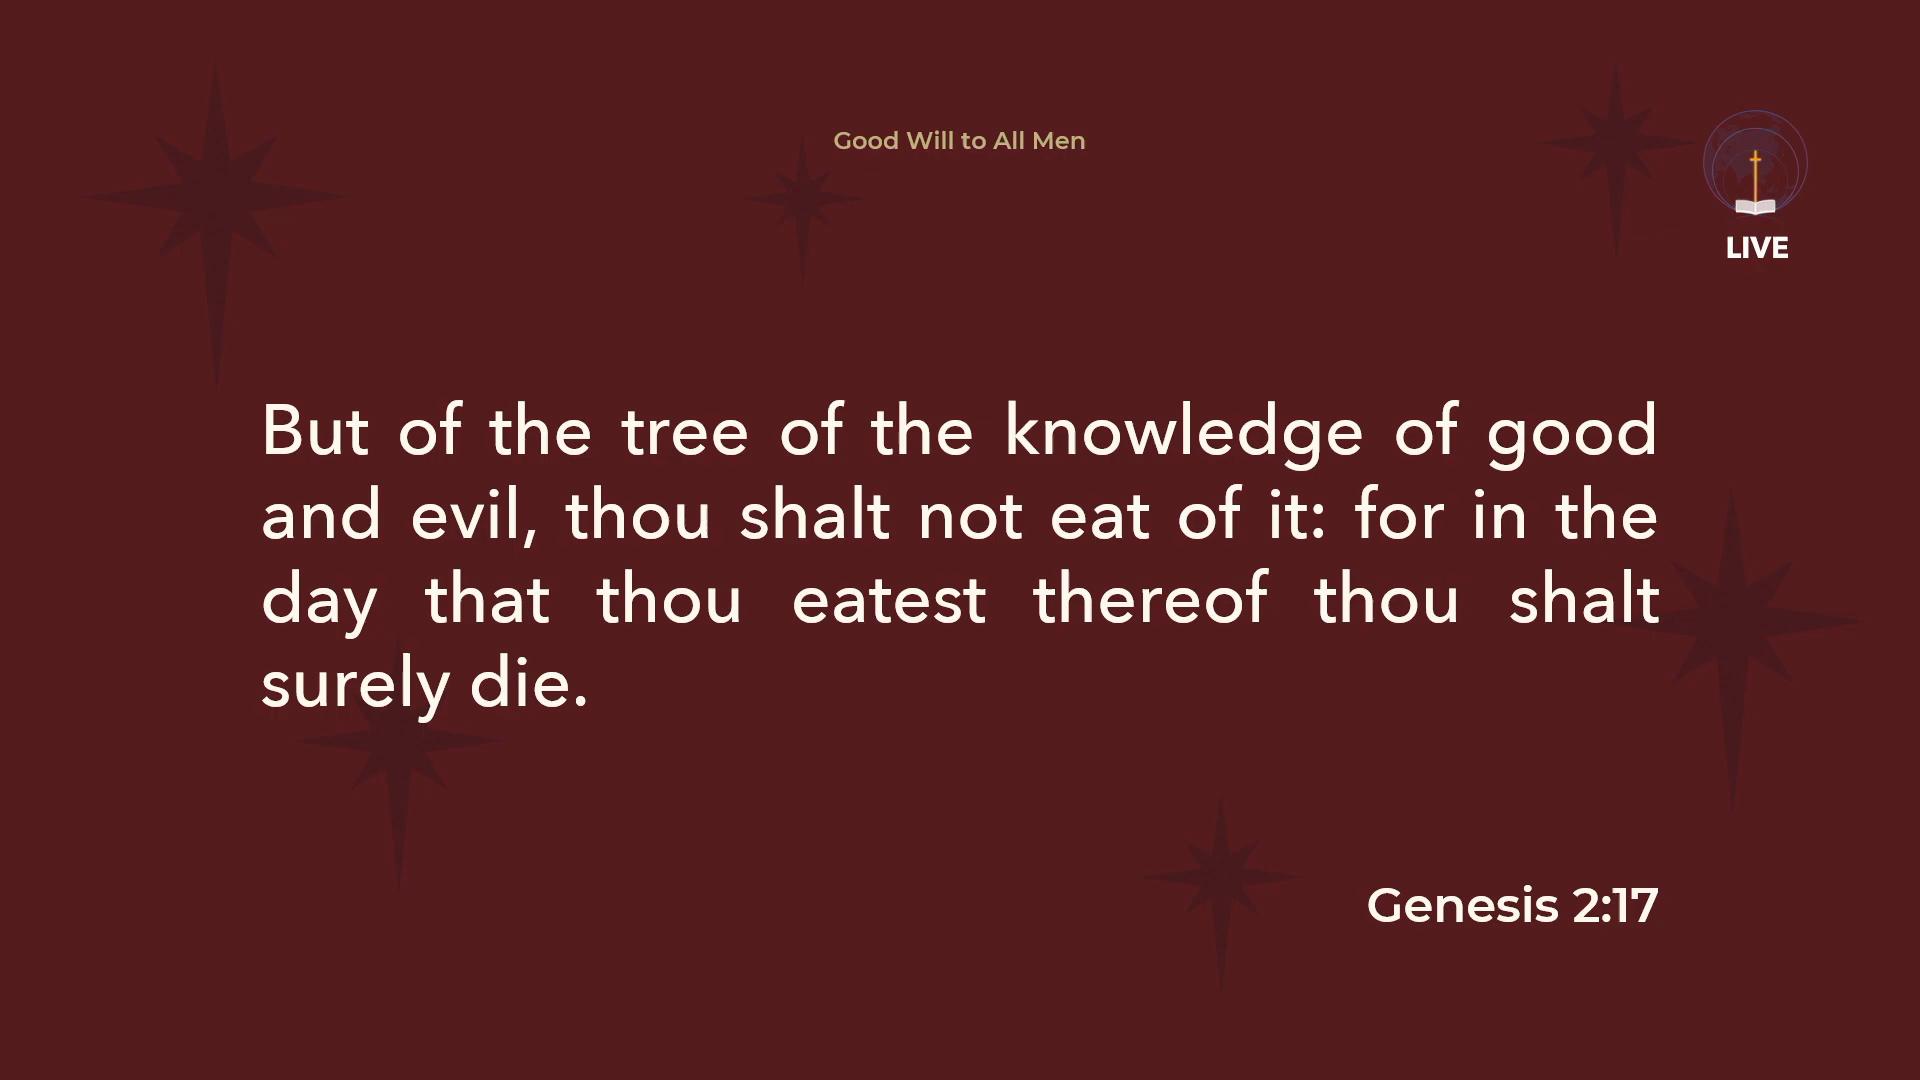 Good Will to All Men
LIVE
But of the tree of the knowledge of good
and evil, thou shalt not eat of it: for in the
day that thou eatest thereof thou shalt
surely die.
Genesis 2:17